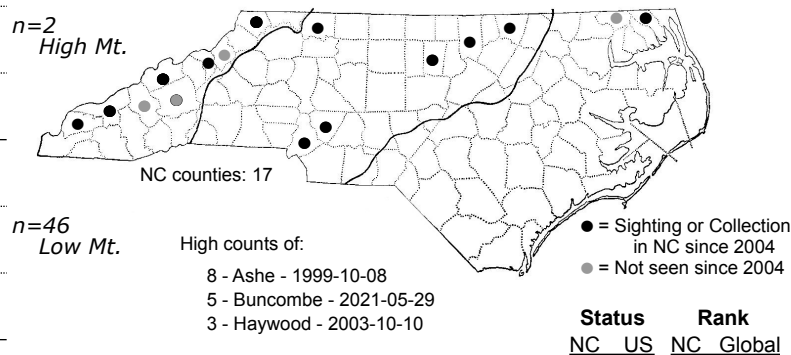 n=2
High Mt.
NC counties: 17
n=46
Low Mt.
High counts of:
8 - Ashe - 1999-10-08
5 - Buncombe - 2021-05-29
3 - Haywood - 2003-10-10
= Sighting or Collection
in NC since 2004
= Not seen since 2004
Status Rank
NC US NC Global